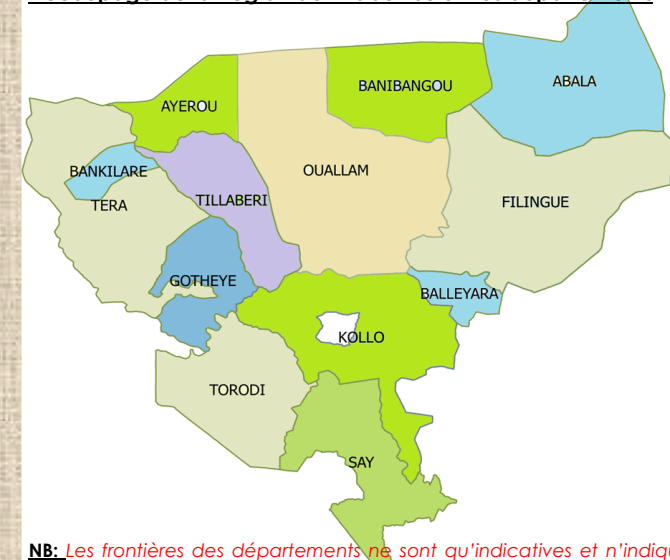 BANIBANGOU
ABALA
AYEROU
BANKILARE
OUALLAM
TERA
TILLABERI
FILINGUE
GOTHEYE
BALLEYARA
KOLLO
TORODI
SAY
NB: Les frontières des départements ne sont qu'indicatives et n'indiq